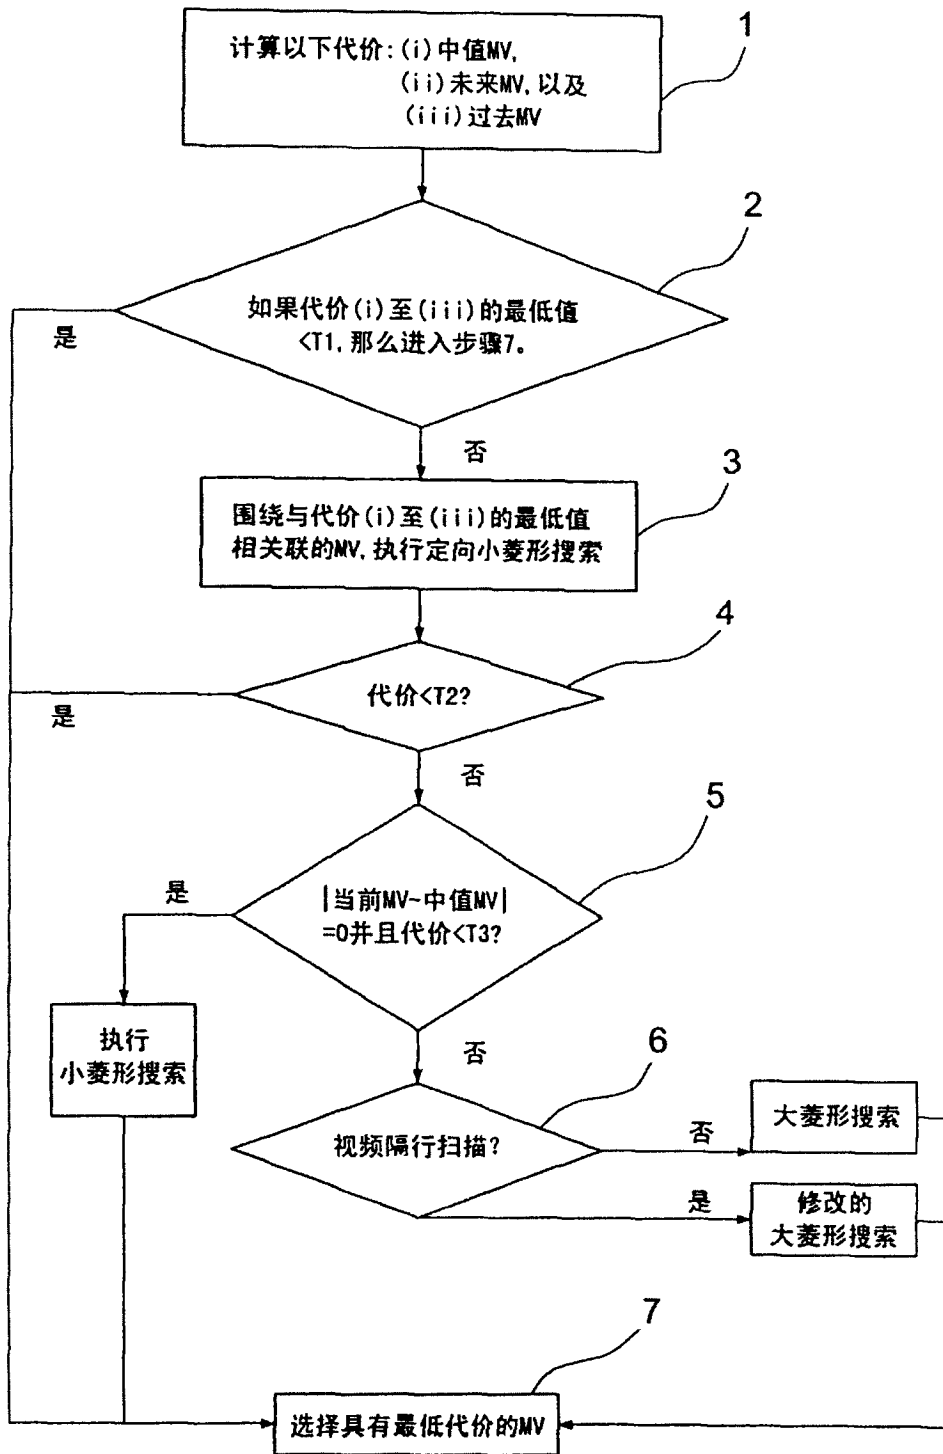 计算以下代价:(i)中值MV,
(ii)未来MV,以及
(iii)过去MV
1
2
如果代价(i)至(iii)的最低值
<T1,那么进入步骤7。
是
否
3
围绕与代价(i)至(iii)的最低值
相关联的MV,执行定向小菱形搜索
4
代价<T2?
是
否
5
|当前MV~中值MV|
=0并且代价<T3?
是
执行
小菱形搜索
否
6
视频隔行扫描?
否
大菱形搜索
是
修改的
大菱形搜索
7
选择具有最低代价的MV